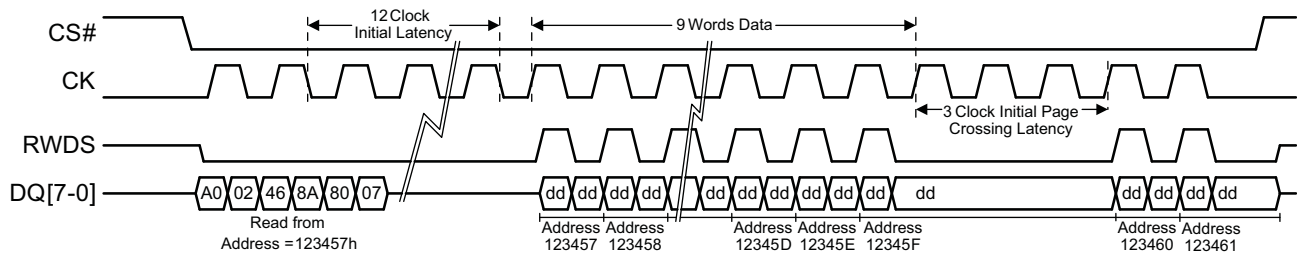 12 Clock
Initial Latency
9 Words Data
CS#
CK
3 Clock Initial Page
Crossing Latency
RWDS
DQ[7-0] A0 02 46 8A 80 07 dd dd dd dd dd dd dd dd dd dd dd dd dd dd dd
Read from
Address =123457h
Address
123457
Address
123458
Address
12345D
Address
12345E
Address
12345F
Address
123460
Address
123461